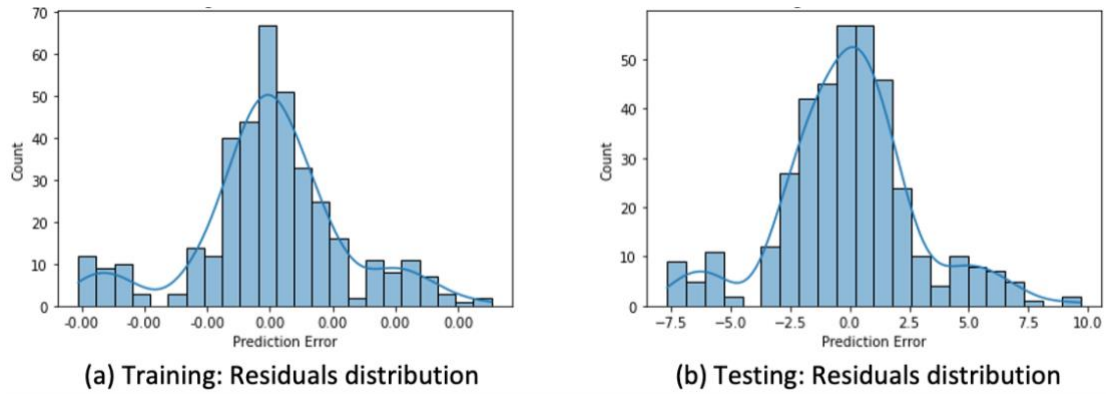 70
60
50
40
30
20
10
0
Count
-0.00 -0.00 -0.00 0.00 0.00 0.00 0.00
Prediction Error
(a) Training: Residuals distribution
50
40
30
20
10
0
Count
−7.5 −5.0 −2.5 0.0 2.5 5.0 7.5 10.0
Prediction Error
(b) Testing: Residuals distribution